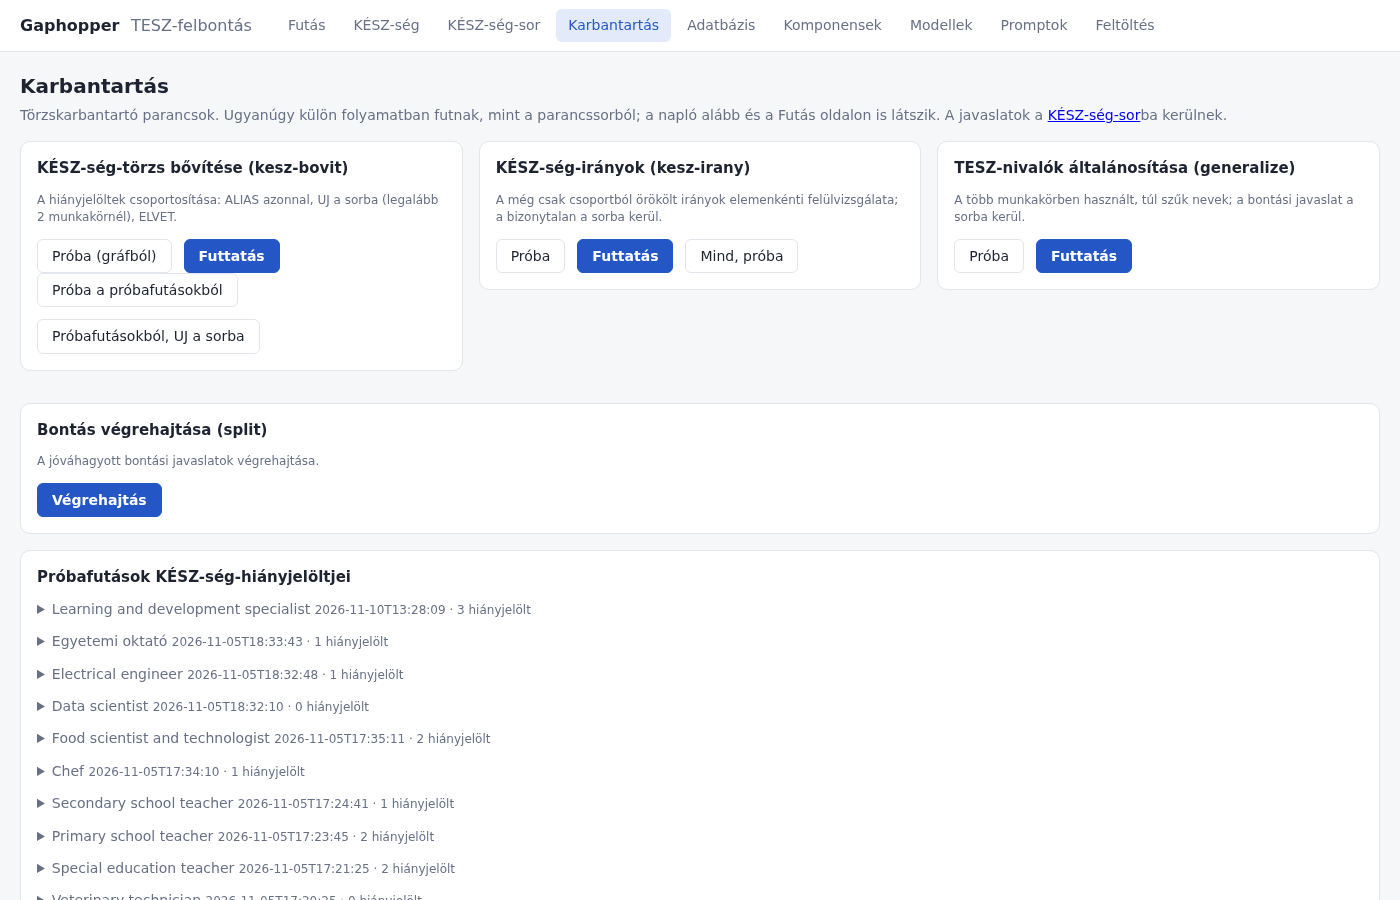 Gaphopper TESZ-felbontás Futás KÉSZ-ség KÉSZ-ség-sor Karbantartás Adatbázis Komponensek Modellek Promptok Feltöltés
Karbantartás
Törzskarbantartó parancsok. Ugyanúgy külön folyamatban futnak, mint a parancssorból; a napló alább és a Futás oldalon is látszik. A javaslatok a KÉSZ-ség-sorba kerülnek.
KÉSZ-ség-törzs bővítése (kesz-bovit)
A hiányjelöltek csoportosítása: ALIAS azonnal, UJ a sorba (legalább
2 munkakörnél), ELVET.
Próba (gráfból) Futtatás
Próba a próbafutásokból
Próbafutásokból, UJ a sorba
KÉSZ-ség-irányok (kesz-irany)
A még csak csoportból örökölt irányok elemenkénti felülvizsgálata;
a bizonytalan a sorba kerül.
Próba Futtatás Mind, próba
TESZ-nivalók általánosítása (generalize)
A több munkakörben használt, túl szűk nevek; a bontási javaslat a
sorba kerül.
Próba Futtatás
Bontás végrehajtása (split)
A jóváhagyott bontási javaslatok végrehajtása.
Végrehajtás
Próbafutások KÉSZ-ség-hiányjelöltjei
Learning and development specialist 2026-11-10T13:28:09 · 3 hiányjelölt
Egyetemi oktató 2026-11-05T18:33:43 · 1 hiányjelölt
Electrical engineer 2026-11-05T18:32:48 · 1 hiányjelölt
Data scientist 2026-11-05T18:32:10 · 0 hiányjelölt
Food scientist and technologist 2026-11-05T17:35:11 · 2 hiányjelölt
Chef 2026-11-05T17:34:10 · 1 hiányjelölt
Secondary school teacher 2026-11-05T17:24:41 · 1 hiányjelölt
Primary school teacher 2026-11-05T17:23:45 · 2 hiányjelölt
Special education teacher 2026-11-05T17:21:25 · 2 hiányjelölt
Veterinary technician 2026-11-05T17:20:25 · 0 hiányjelölt